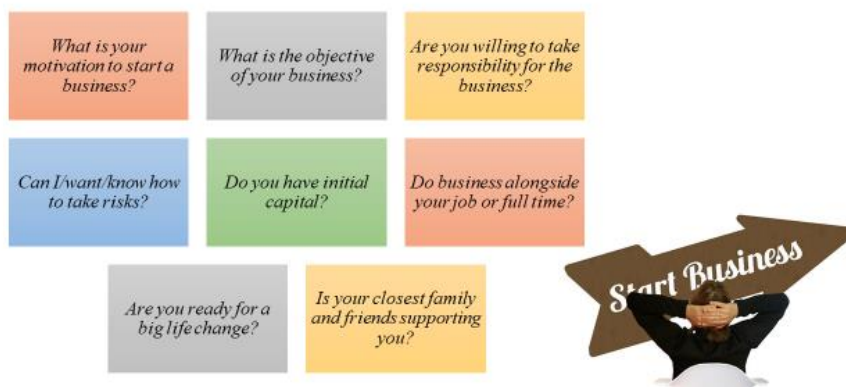 What is your
motivation to start a
business?
What is the objective
of your business?
Are you willing to take
responsibility for the
business?
Can I/want/know how
to take risks?
Do you have initial
capital?
Do business alongside
your job or full time?
Are you ready for a
big life change?
Is your closest family
and friends supporting
you?
Start Business